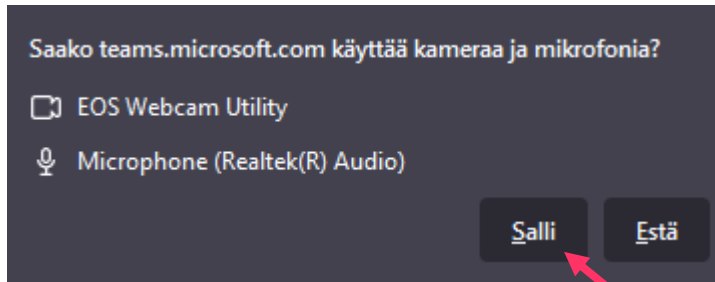 Saako teams.microsoft.com käyttää kameraa ja mikrofonia?
EOS Webcam Utility
Microphone (Realtek(R) Audio)
Salli Estä